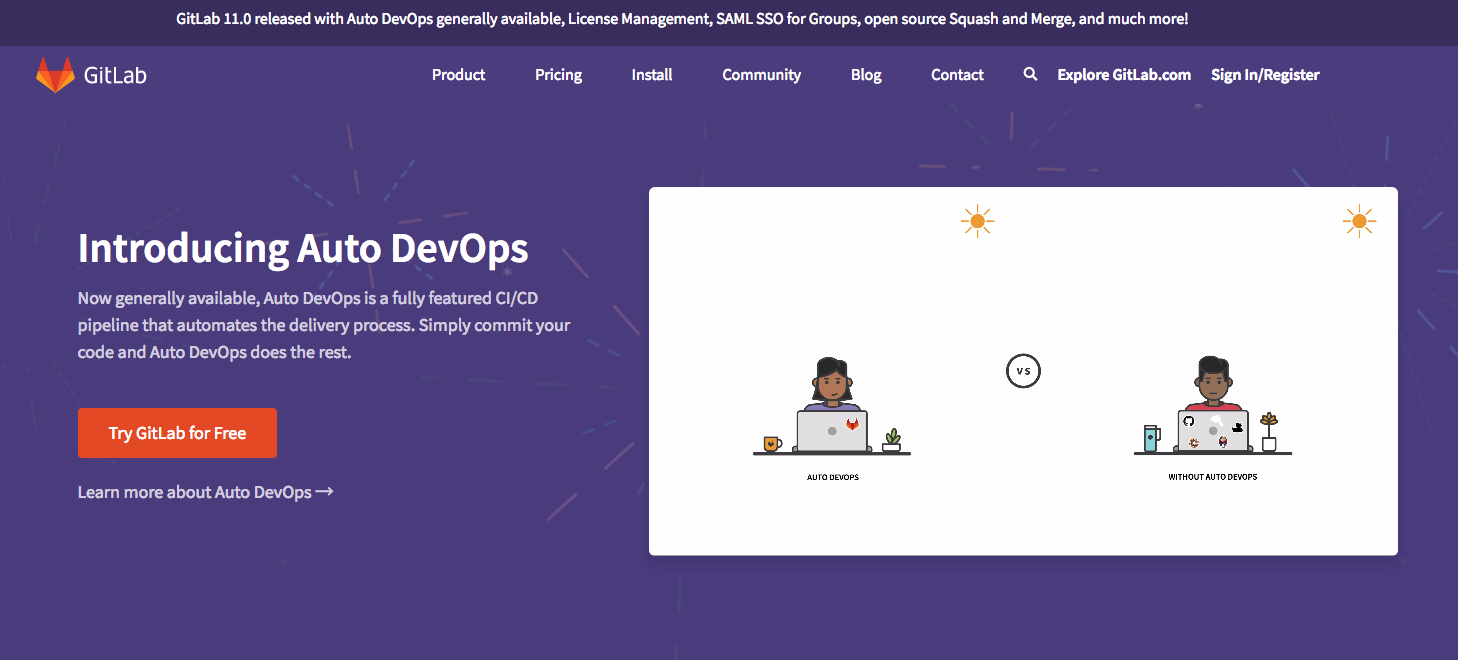 GitLab 11.0 released with Auto DevOps generally available, License Management, SAML SSO for Groups, open source Squash and Merge, and much more!
GitLab
Product
Pricing
Install
Community
Blog
Contact
Explore GitLab.com
Sign In/Register
Introducing Auto DevOps
Now generally available, Auto DevOps is a fully featured CI/CD
pipeline that automates the delivery process. Simply commit your
code and Auto DevOps does the rest.
Try GitLab for Free
Learn more about Auto DevOps →
VS
AUTO DEVOPS
WITHOUT AUTO DEVOPS